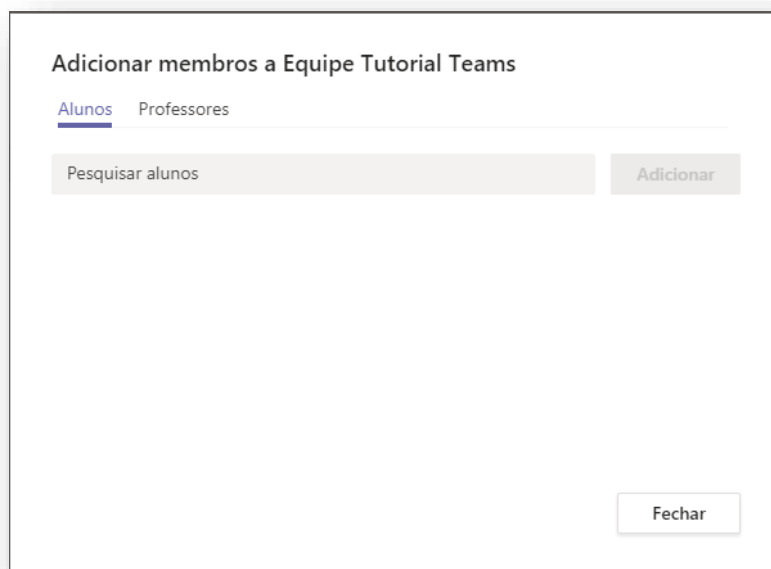 Adicionar membros a Equipe Tutorial Teams
Alunos Professores
Pesquisar alunos Adicionar
Fechar